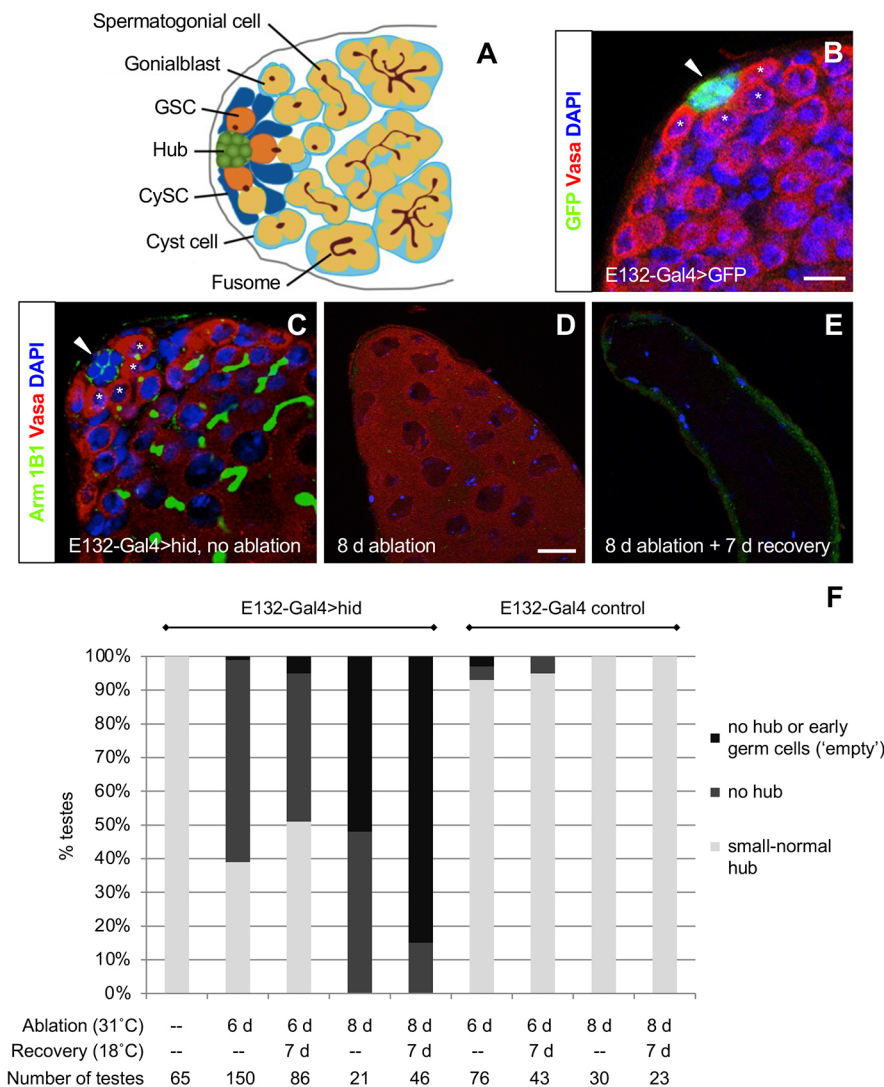 A
Spermatogonial cell
Gonialblast
GSC
Hub
CySC
Cyst cell
Fusome
B
GFP Vasa DAPI
* * * *
E132-Gal4>GFP
C
Arm 1B1 Vasa DAPI
* * * *
E132-Gal4>hid, no ablation
D
8 d ablation
E
8 d ablation + 7 d recovery
F
E132-Gal4>hid
E132-Gal4 control
100%
90%
80%
70%
60%
50%
40%
30%
20%
10%
0%
% testes
no hub or early
germ cells (‘empty’)
no hub
small-normal
hub
Ablation (31˚C) -- 6 d 6 d 8 d 8 d 6 d 6 d 8 d 8 d
Recovery (18˚C) -- -- 7 d -- 7 d -- 7 d -- 7 d
Number of testes 65 150 86 21 46 76 43 30 23